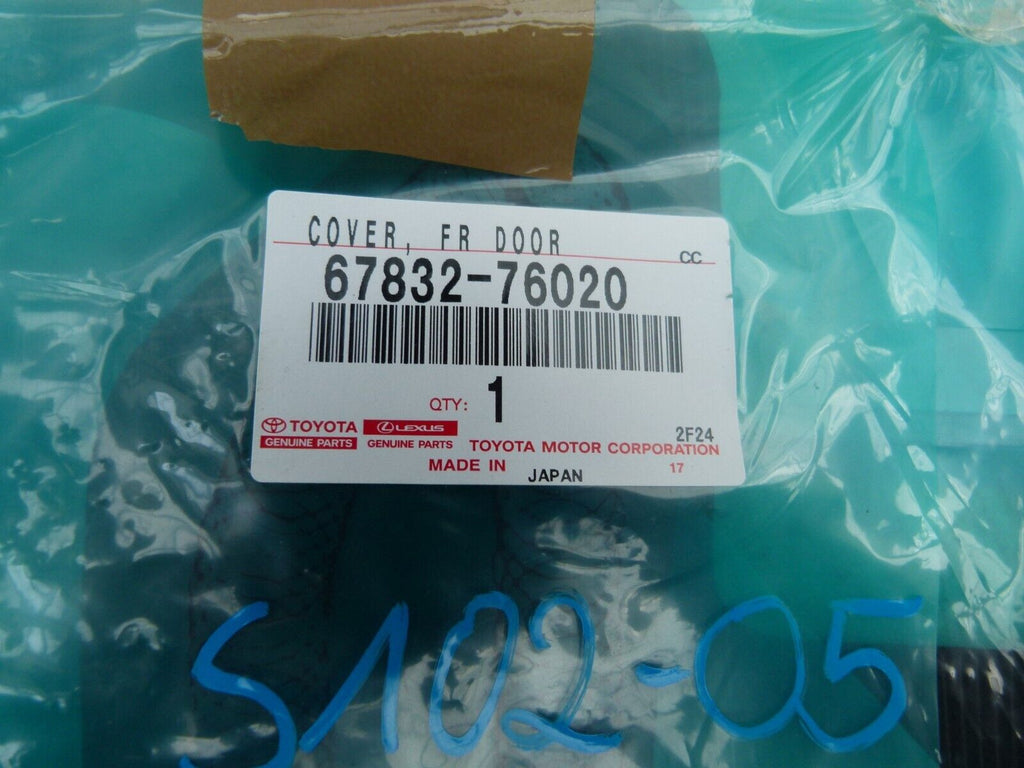 COVER, FR DOOR
CC
67832-76020
QTY: 1
2F24
TOYOTA LEXUS
GENUINE PARTS GENUINE PARTS TOYOTA MOTOR CORPORATION
MADE IN JAPAN 17
S102-05